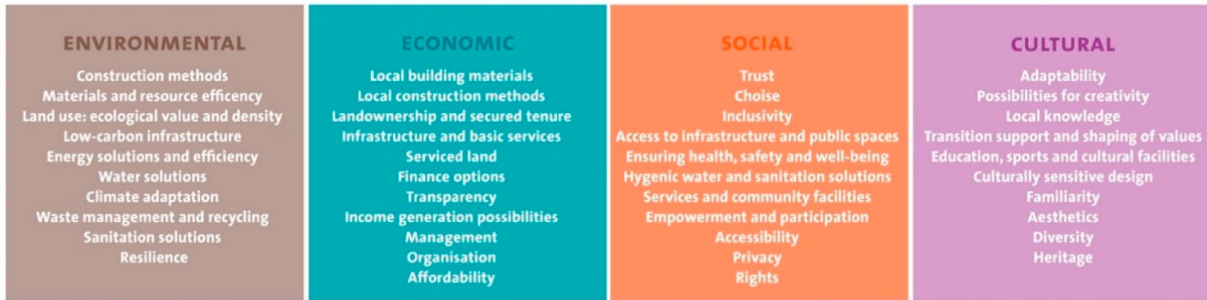 ENVIRONMENTAL
Construction methods
Materials and resource efficency
Land use: ecological value and density
Low-carbon infrastructure
Energy solutions and efficiency
Water solutions
Climate adaptation
Waste management and recycling
Sanitation solutions
Resilience
ECONOMIC
Local building materials
Local construction methods
Landownership and secured tenure
Infrastructure and basic services
Serviced land
Finance options
Transparency
Income generation possibilities
Management
Organisation
Affordability
SOCIAL
Trust
Choise
Inclusivity
Access to infrastructure and public spaces
Ensuring health, safety and well-being
Hygenic water and sanitation solutions
Services and community facilities
Empowerment and participation
Accessibility
Privacy
Rights
CULTURAL
Adaptability
Possibilities for creativity
Local knowledge
Transition support and shaping of values
Education, sports and cultural facilities
Culturally sensitive design
Familiarity
Aesthetics
Diversity
Heritage